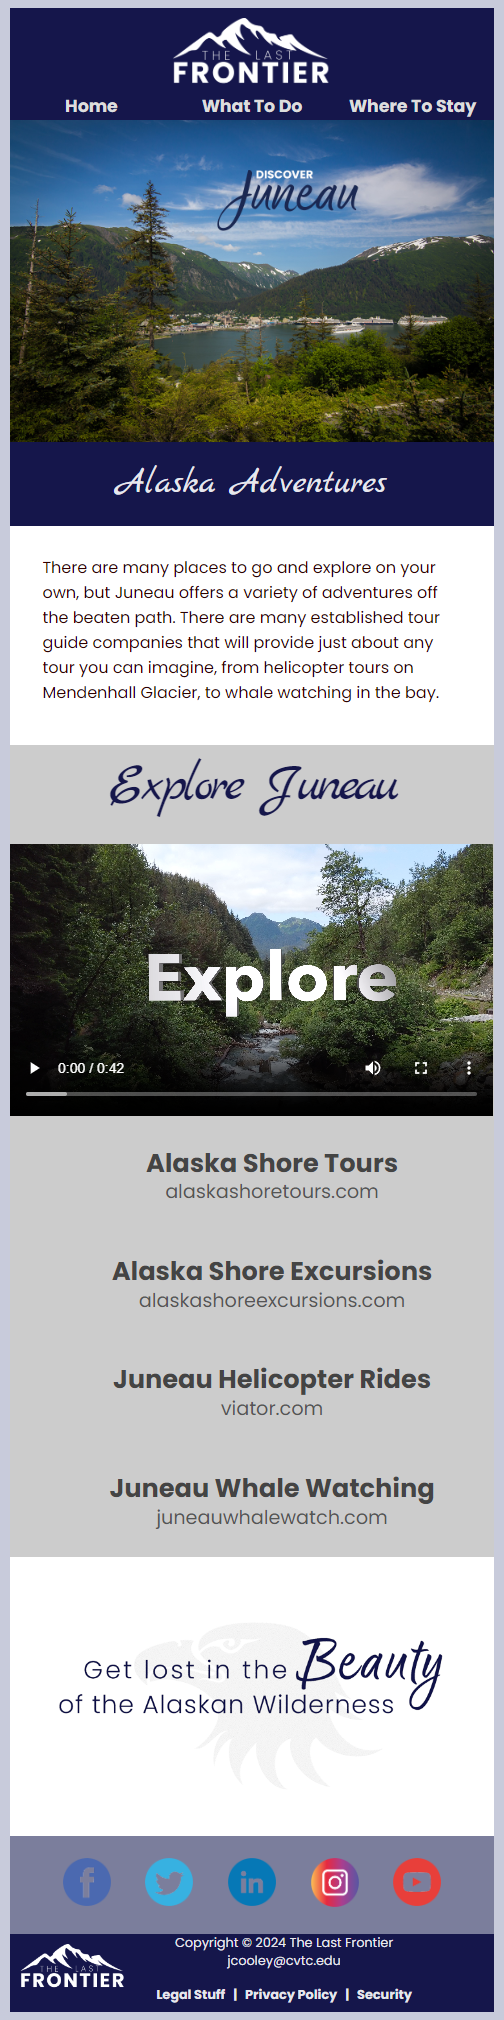 THE LAST
FRONTIER
Home What To Do Where To Stay
DISCOVER
Juneau
Alaska Adventures
There are many places to go and explore on your
own, but Juneau offers a variety of adventures off
the beaten path. There are many established tour
guide companies that will provide just about any
tour you can imagine, from helicopter tours on
Mendenhall Glacier, to whale watching in the bay.
Explore Juneau
Explore
0:00 / 0:42
Alaska Shore Tours
alaskashoretours.com
Alaska Shore Excursions
alaskashoreexcursions.com
Juneau Helicopter Rides
viator.com
Juneau Whale Watching
juneauwhalewatch.com
Get lost in the Beauty
of the Alaskan Wilderness
f
in
Copyright © 2024 The Last Frontier
jcooley@cvtc.edu
THE LAST
FRONTIER
Legal Stuff | Privacy Policy | Security